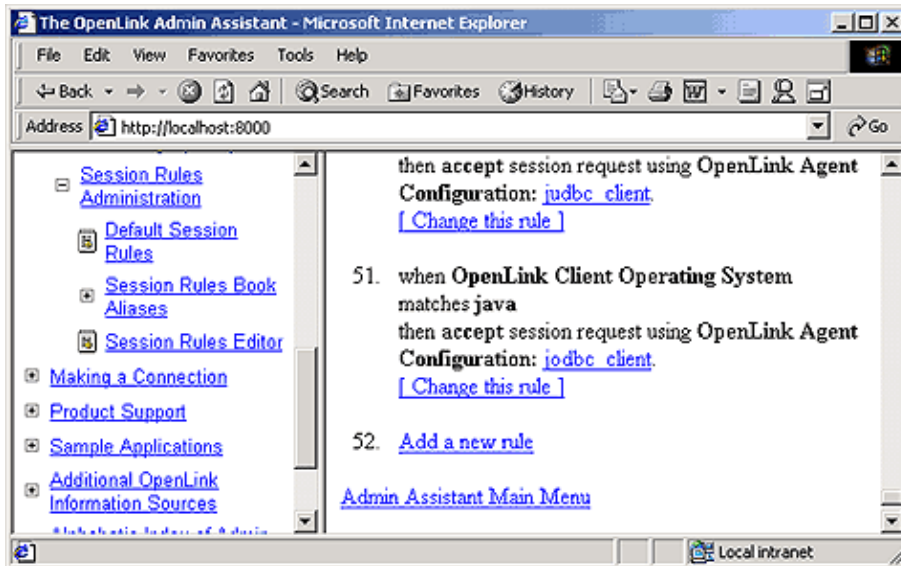 The OpenLink Admin Assistant - Microsoft Internet Explorer
File Edit View Favorites Tools Help
Back Search Favorites History
Address http://localhost:8000 Go
Session Rules
Administration
Default Session
Rules
Session Rules Book
Aliases
Session Rules Editor
Making a Connection
Product Support
Sample Applications
Additional OpenLink
Information Sources
Alphabetic Index of Admin
then accept session request using OpenLink Agent
Configuration: judbc_client.
[ Change this rule ]
51. when OpenLink Client Operating System
matches java
then accept session request using OpenLink Agent
Configuration: jodbc_client.
[ Change this rule ]
52. Add a new rule
Admin Assistant Main Menu
Local intranet